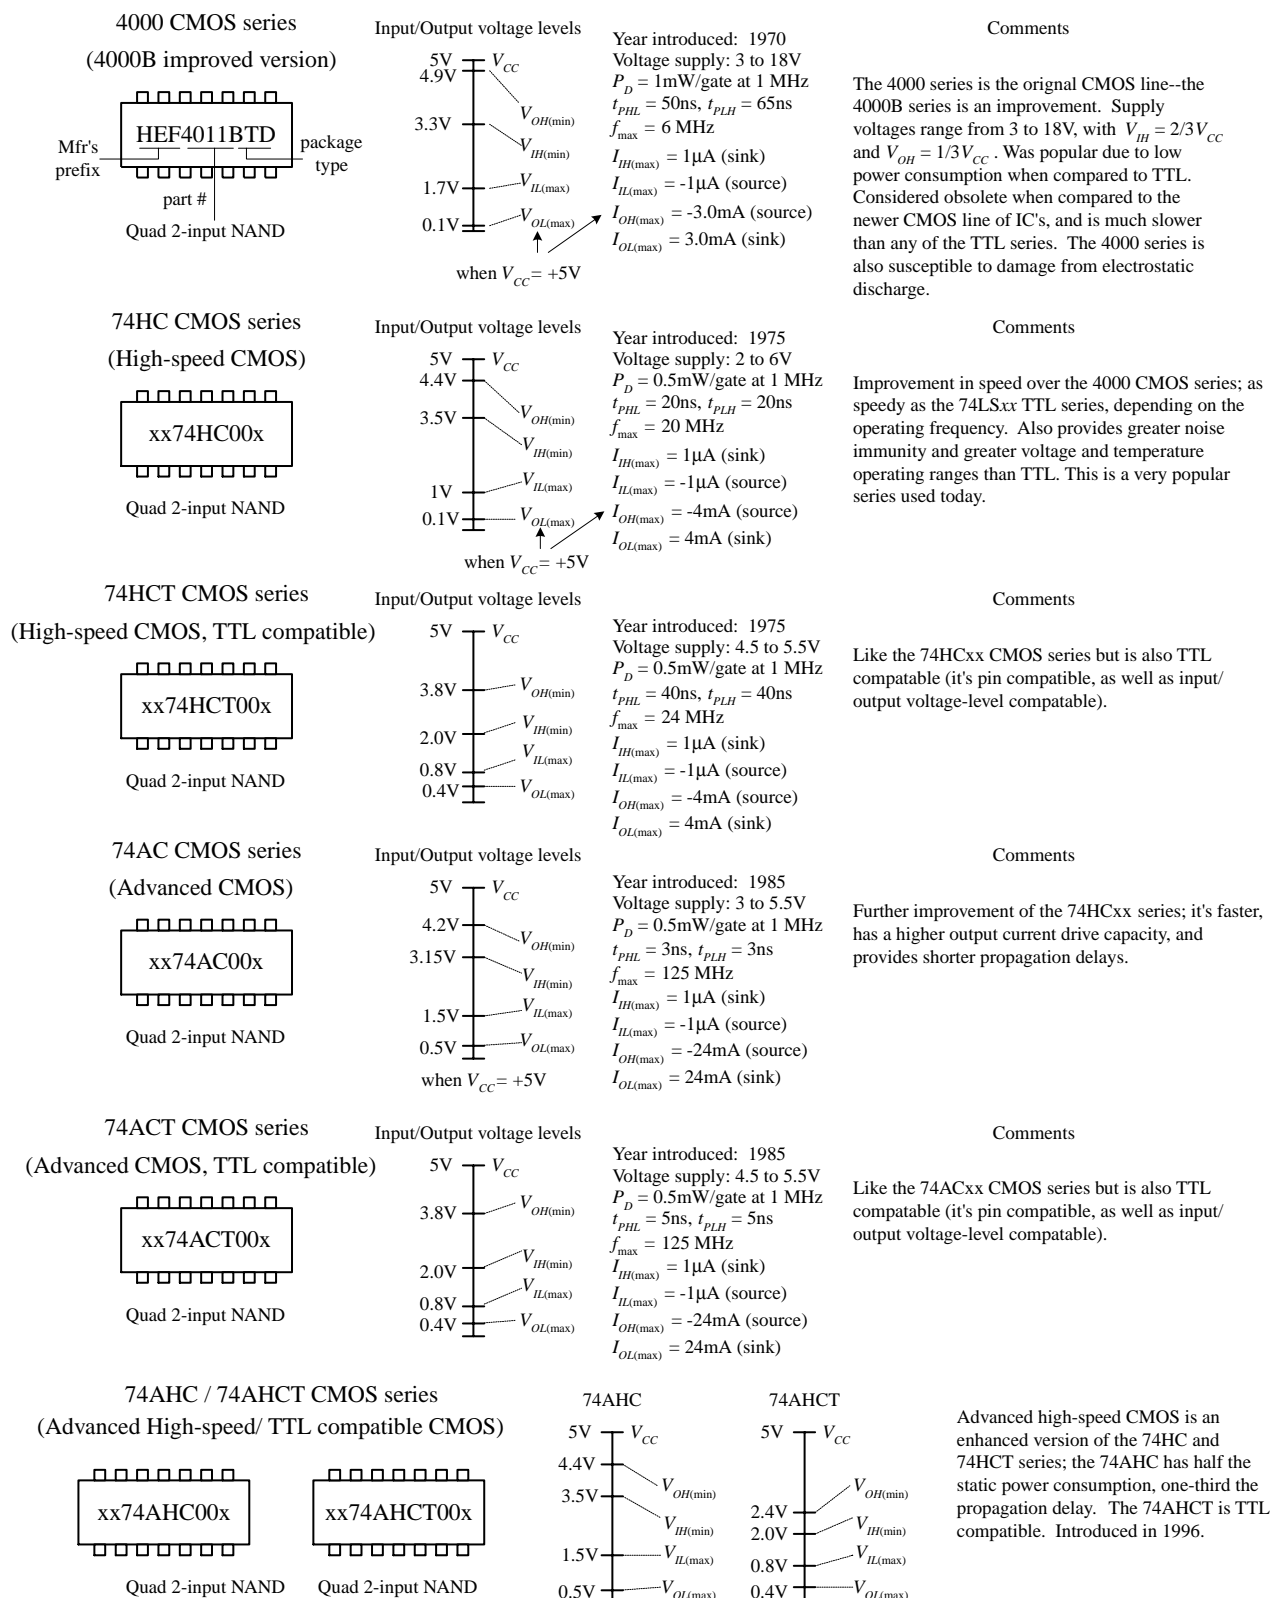 4000 CMOS series
(4000B improved version)
HEF4011BTD
Mfr's
prefix
package
type
part #
Quad 2-input NAND
Input/Output voltage levels
5V VCC
4.9V
VOH(min)
3.3V
VIH(min)
1.7V VIL(max)
0.1V VOL(max)
when VCC= +5V
Year introduced: 1970
Voltage supply: 3 to 18V
PD = 1mW/gate at 1 MHz
tPHL = 50ns, tPLH = 65ns
fmax = 6 MHz
IIH(max) = 1µA (sink)
IIL(max) = -1µA (source)
IOH(max) = -3.0mA (source)
IOL(max) = 3.0mA (sink)
Comments
The 4000 series is the orignal CMOS line--the
4000B series is an improvement. Supply
voltages range from 3 to 18V, with VIH = 2/3VCC
and VOH = 1/3VCC . Was popular due to low
power consumption when compared to TTL.
Considered obsolete when compared to the
newer CMOS line of IC's, and is much slower
than any of the TTL series. The 4000 series is
also susceptible to damage from electrostatic
discharge.
74HC CMOS series
(High-speed CMOS)
xx74HC00x
Quad 2-input NAND
Input/Output voltage levels
5V VCC
4.4V
VOH(min)
3.5V
VIH(min)
VIL(max)
1V
0.1V VOL(max)
when VCC= +5V
Year introduced: 1975
Voltage supply: 2 to 6V
PD = 0.5mW/gate at 1 MHz
tPHL = 20ns, tPLH = 20ns
fmax = 20 MHz
IIH(max) = 1µA (sink)
IIL(max) = -1µA (source)
IOH(max) = -4mA (source)
IOL(max) = 4mA (sink)
Comments
Improvement in speed over the 4000 CMOS series; as
speedy as the 74LSxx TTL series, depending on the
operating frequency. Also provides greater noise
immunity and greater voltage and temperature
operating ranges than TTL. This is a very popular
series used today.
74HCT CMOS series
(High-speed CMOS, TTL compatible)
xx74HCT00x
Quad 2-input NAND
Input/Output voltage levels
5V VCC
3.8V VOH(min)
VIH(min)
2.0V
VIL(max)
0.8V
0.4V VOL(max)
Year introduced: 1975
Voltage supply: 4.5 to 5.5V
PD = 0.5mW/gate at 1 MHz
tPHL = 40ns, tPLH = 40ns
fmax = 24 MHz
IIH(max) = 1µA (sink)
IIL(max) = -1µA (source)
IOH(max) = -4mA (source)
IOL(max) = 4mA (sink)
Comments
Like the 74HCxx CMOS series but is also TTL
compatable (it's pin compatible, as well as input/
output voltage-level compatable).
74AC CMOS series
(Advanced CMOS)
xx74AC00x
Quad 2-input NAND
Input/Output voltage levels
5V VCC
4.2V
VOH(min)
3.15V
VIH(min)
VIL(max)
1.5V
0.5V VOL(max)
when VCC= +5V
Year introduced: 1985
Voltage supply: 3 to 5.5V
PD = 0.5mW/gate at 1 MHz
tPHL = 3ns, tPLH = 3ns
fmax = 125 MHz
IIH(max) = 1µA (sink)
IIL(max) = -1µA (source)
IOH(max) = -24mA (source)
IOL(max) = 24mA (sink)
Comments
Further improvement of the 74HCxx series; it's faster,
has a higher output current drive capacity, and
provides shorter propagation delays.
74ACT CMOS series
(Advanced CMOS, TTL compatible)
xx74ACT00x
Quad 2-input NAND
Input/Output voltage levels
5V VCC
3.8V VOH(min)
VIH(min)
2.0V
VIL(max)
0.8V
0.4V VOL(max)
Year introduced: 1985
Voltage supply: 4.5 to 5.5V
PD = 0.5mW/gate at 1 MHz
tPHL = 5ns, tPLH = 5ns
fmax = 125 MHz
IIH(max) = 1µA (sink)
IIL(max) = -1µA (source)
IOH(max) = -24mA (source)
IOL(max) = 24mA (sink)
Comments
Like the 74ACxx CMOS series but is also TTL
compatable (it's pin compatible, as well as input/
output voltage-level compatable).
74AHC / 74AHCT CMOS series
(Advanced High-speed/ TTL compatible CMOS)
xx74AHC00x
xx74AHCT00x
Quad 2-input NAND
Quad 2-input NAND
74AHC
5V VCC
4.4V
VOH(min)
3.5V
VIH(min)
1.5V VIL(max)
0.5V VOL(max)
74AHCT
5V VCC
VOH(min)
2.4V
2.0V VIH(min)
VIL(max)
0.8V
0.4V VOL(max)
Advanced high-speed CMOS is an
enhanced version of the 74HC and
74HCT series; the 74AHC has half the
static power consumption, one-third the
propagation delay. The 74AHCT is TTL
compatible. Introduced in 1996.